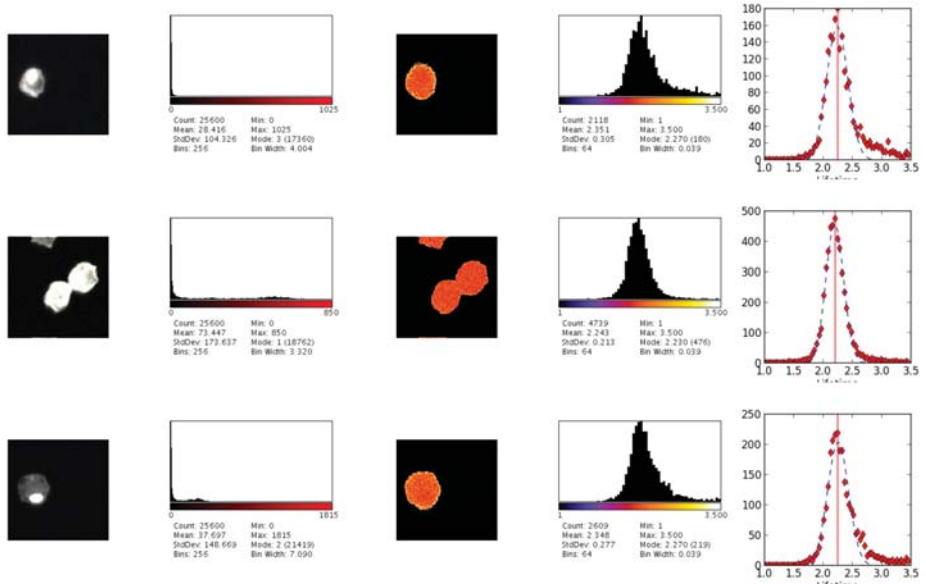 0 1025
Count: 25600 Min: 0
Mean: 28.416 Max: 1025
StdDev: 104.326 Mode: 3 (17360)
Bins: 256 Bin Width: 4.004
1 3.500
Count: 2118 Min: 1
Mean: 2.351 Max: 3.500
StdDev: 0.305 Mode: 2.270 (180)
Bins: 64 Bin Width: 0.039
180
160
140
120
100
80
60
40
20
0
1.0 1.5 2.0 2.5 3.0 3.5
Lifetime
0 850
Count: 25600 Min: 0
Mean: 73.447 Max: 850
StdDev: 173.637 Mode: 1 (18762)
Bins: 256 Bin Width: 3.320
1 3.500
Count: 4739 Min: 1
Mean: 2.243 Max: 3.500
StdDev: 0.213 Mode: 2.230 (476)
Bins: 64 Bin Width: 0.039
500
400
300
200
100
0
1.0 1.5 2.0 2.5 3.0 3.5
Lifetime
0 1815
Count: 25600 Min: 0
Mean: 37.697 Max: 1815
StdDev: 148.669 Mode: 2 (21419)
Bins: 256 Bin Width: 7.090
1 3.500
Count: 2609 Min: 1
Mean: 2.348 Max: 3.500
StdDev: 0.277 Mode: 2.270 (219)
Bins: 64 Bin Width: 0.039
250
200
150
100
50
0
1.0 1.5 2.0 2.5 3.0 3.5
Lifetime